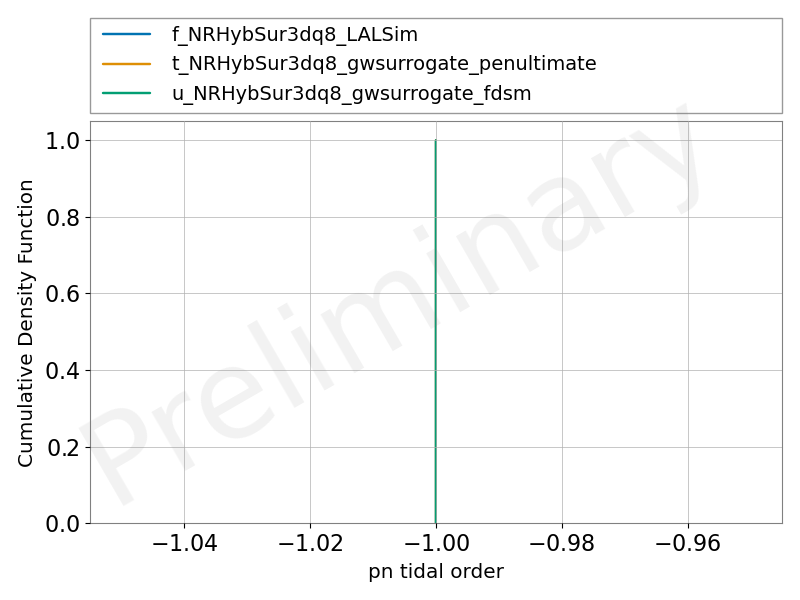 f_NRHybSur3dq8_LALSim
t_NRHybSur3dq8_gwsurrogate_penultimate
u_NRHybSur3dq8_gwsurrogate_fdsm
Preliminary
Cumulative Density Function
1.0
0.8
0.6
0.4
0.2
0.0
−1.04 −1.02 −1.00 −0.98 −0.96
pn tidal order